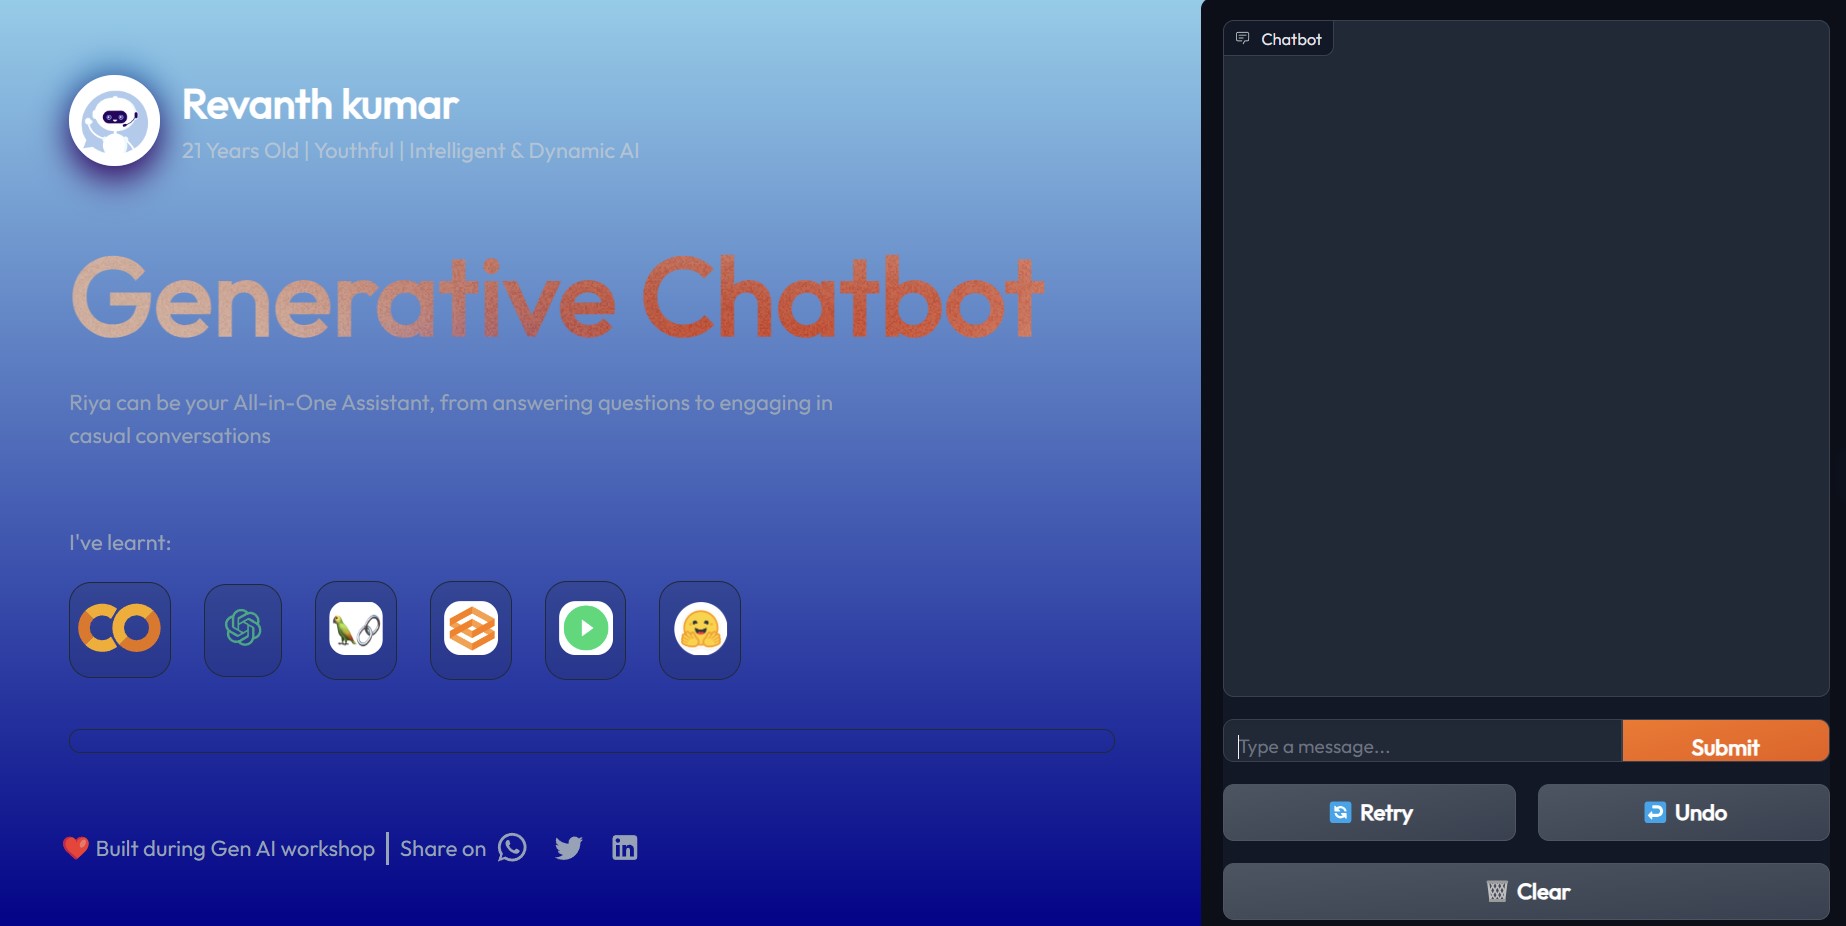 Revanth kumar
21 Years Old | Youthful | Intelligent & Dynamic AI
Generative Chatbot
Riya can be your All-in-One Assistant, from answering questions to engaging in
casual conversations
I've learnt:
Built during Gen AI workshop
Share on
in
Chatbot
Type a message...
Submit
Retry
Undo
Clear